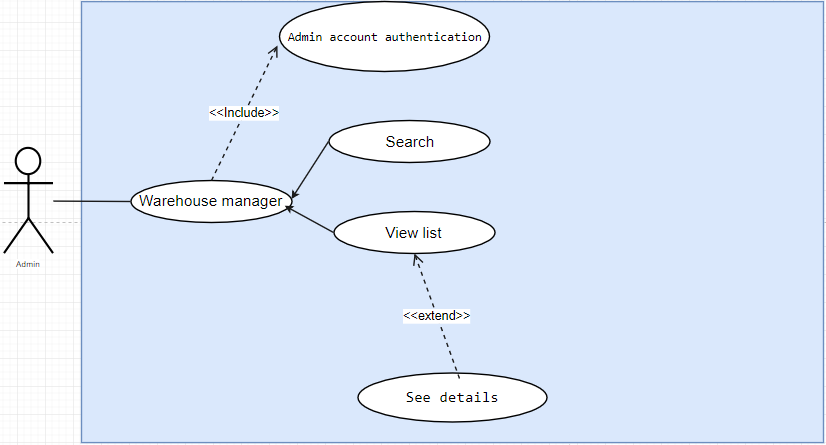 Admin account authentication
<<Include>>
Search
Warehouse manager
View list
Admin
<<extend>>
See details